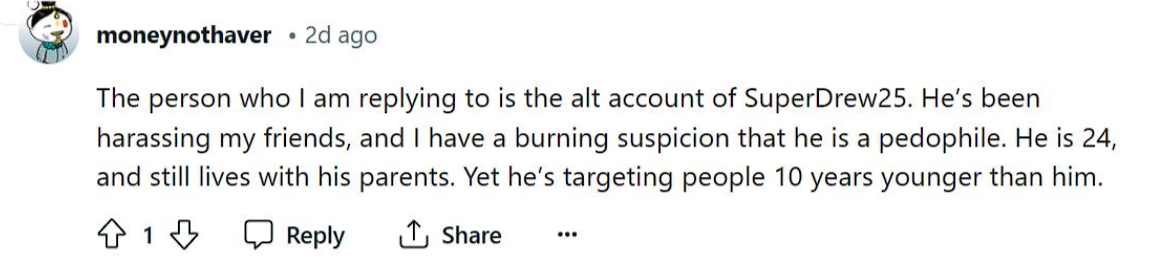 moneynothaver • 2d ago
The person who I am replying to is the alt account of SuperDrew25. He’s been
harassing my friends, and I have a burning suspicion that he is a pedophile. He is 24,
and still lives with his parents. Yet he’s targeting people 10 years younger than him.
1 Reply Share